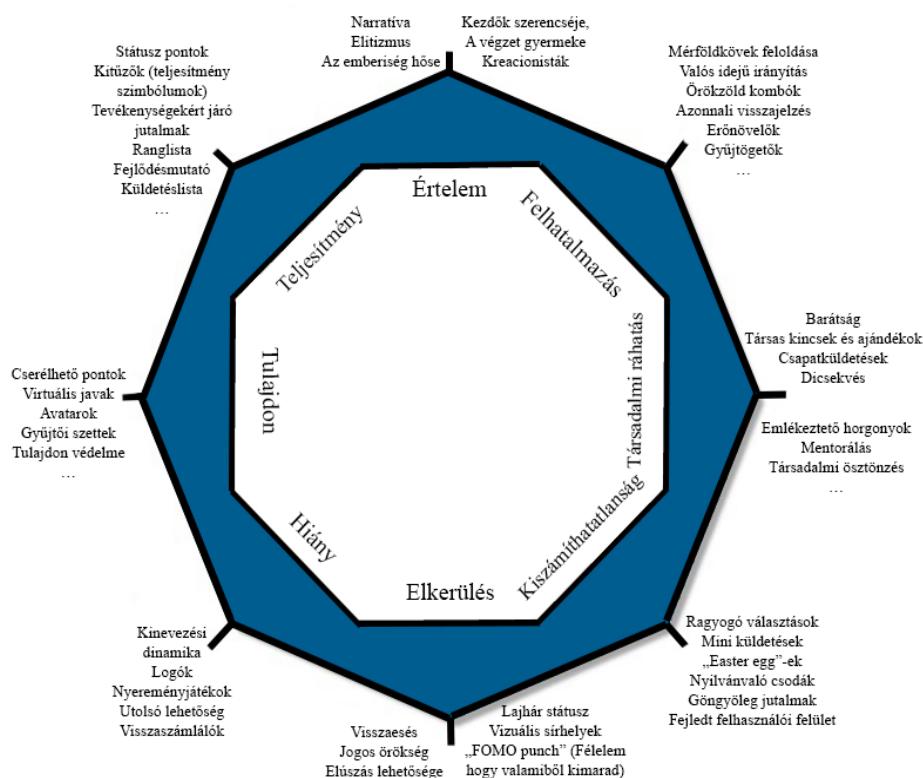 Narratíva
Elitizmus
Az emberiség hőse
Kezdők szerencséje,
A végzet gyermeke
Kreacionisták
Státusz pontok
Kitűzők (teljesítmény
szimbólumok)
Tevékenységekért járó
jutalmak
Ranglista
Fejlődésmutató
Küldetéslista
…
Mérföldkövek feloldása
Valós idejű irányítás
Örökzöld kombók
Azonnali visszajelzés
Erőnövelők
Gyűjtögetők
…
Értelem
Teljesítmény
Felhatalmazás
Tulajdon
Társadalmi ráhatás
Hiány
Kiszámíthatatlanság
Elkerülés
Cserélhető pontok
Virtuális javak
Avatarok
Gyűjtői szettek
Tulajdon védelme
…
Barátság
Társas kincsek és ajándékok
Csapatküldetések
Dicsekvés
Emlékeztető horgonyok
Mentorálás
Társadalmi ösztönzés
…
Kinevezési
dinamika
Logók
Nyereményjátékok
Utolsó lehetőség
Visszaszámlálók
Visszaesés
Jogos örökség
Elúszás lehetősége
Lajhár státusz
Vizuális sírhelyek
„FOMO punch” (Félelem
hogy valamiből kimarad)
Ragyogó választások
Mini küldetések
„Easter egg”-ek
Nyilvánvaló csodák
Göngyöleg jutalmak
Fejledt felhasználói felület